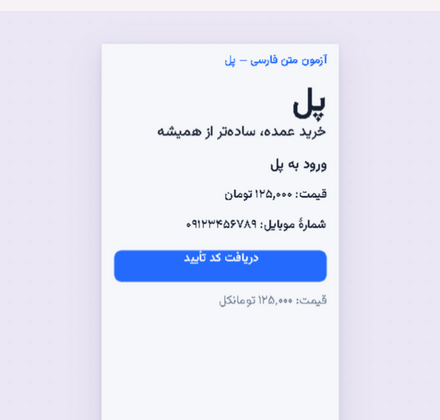 آزمون متن فارسی — پل
پل
خرید عمده، ساده‌تر از همیشه
ورود به پل
قیمت: ۱۲۵,۰۰۰ تومان
شمارهٔ موبایل: ۰۹۱۲۳۴۵۶۷۸۹
دریافت کد تأیید
قیمت: ۱۲۵,۰۰۰ تومانکل